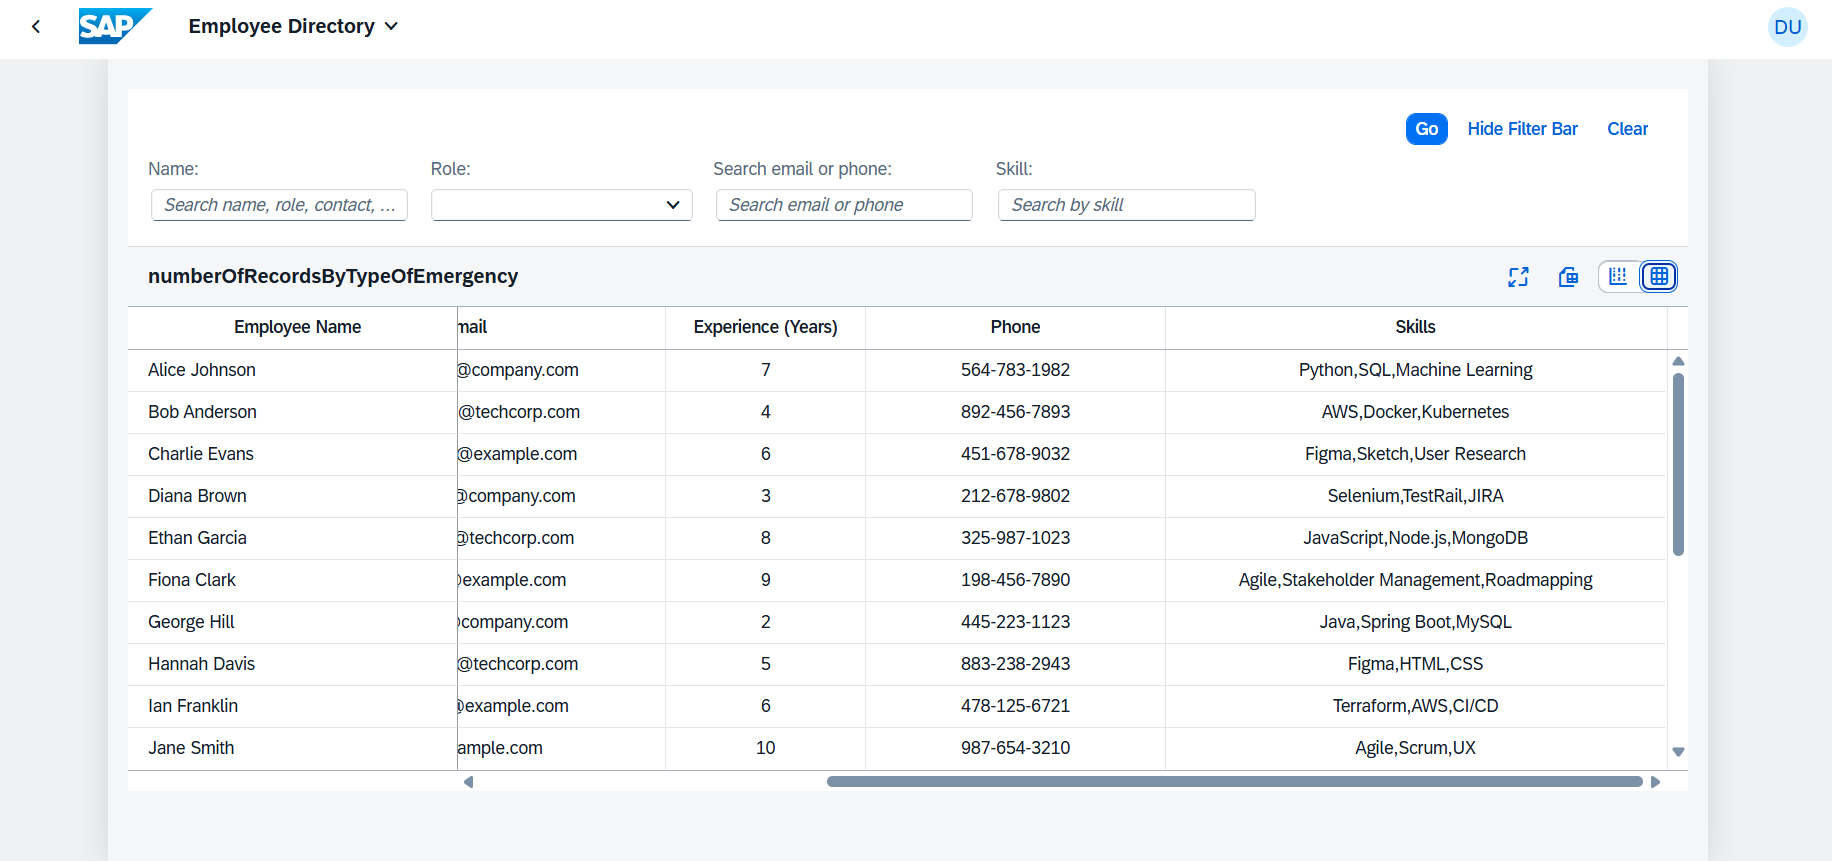 SAP Employee Directory DU
Go Hide Filter Bar Clear
Name: Role: Search email or phone: Skill:
Search name, role, contact, ... Search email or phone Search by skill
numberOfRecordsByTypeOfEmergency
Employee Name mail Experience (Years) Phone Skills
Alice Johnson @company.com 7 564-783-1982 Python,SQL,Machine Learning
Bob Anderson @techcorp.com 4 892-456-7893 AWS,Docker,Kubernetes
Charlie Evans @example.com 6 451-678-9032 Figma,Sketch,User Research
Diana Brown @company.com 3 212-678-9802 Selenium,TestRail,JIRA
Ethan Garcia @techcorp.com 8 325-987-1023 JavaScript,Node.js,MongoDB
Fiona Clark @example.com 9 198-456-7890 Agile,Stakeholder Management,Roadmapping
George Hill company.com 2 445-223-1123 Java,Spring Boot,MySQL
Hannah Davis @techcorp.com 5 883-238-2943 Figma,HTML,CSS
Ian Franklin @example.com 6 478-125-6721 Terraform,AWS,CI/CD
Jane Smith ample.com 10 987-654-3210 Agile,Scrum,UX